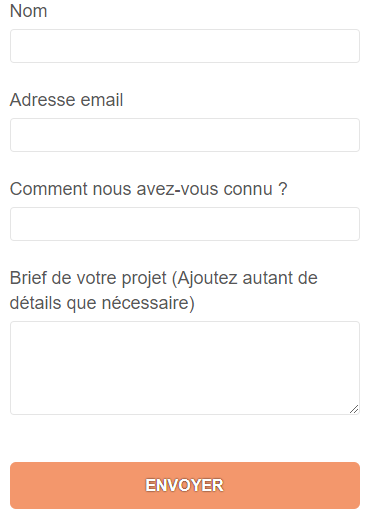 Nom
Adresse email
Comment nous avez-vous connu ?
Brief de votre projet (Ajoutez autant de
détails que nécessaire)
ENVOYER